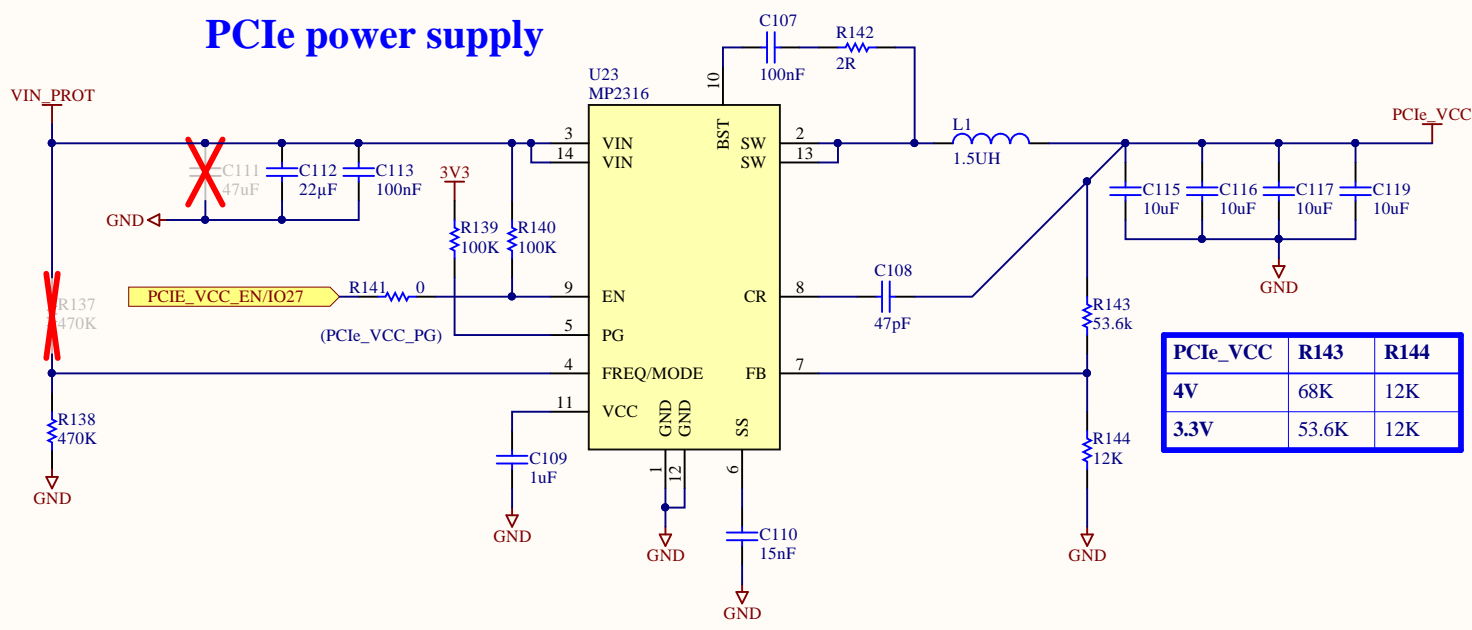 PCIe power supply
VIN_PROT
C111
47uF
C112
22µF
C113
100nF
GND
R137
470K
R138
470K
GND
PCIE_VCC_EN/IO27
R141 0
(PCIe_VCC_PG)
3V3
R139
100K
R140
100K
C109
1uF
GND
U23
MP2316
3 VIN
14 VIN
9 EN
5 PG
4 FREQ/MODE
11 VCC
10 BST
SW 2
SW 13
CR 8
FB 7
GND 1
GND 12
SS 6
GND
C110
15nF
GND
C107
100nF
R142
2R
L1
1.5UH
C108
47pF
R143
53.6k
R144
12K
GND
PCIe_VCC
C115
10uF
C116
10uF
C117
10uF
C119
10uF
GND
PCIe_VCC R143 R144
4V 68K 12K
3.3V 53.6K 12K